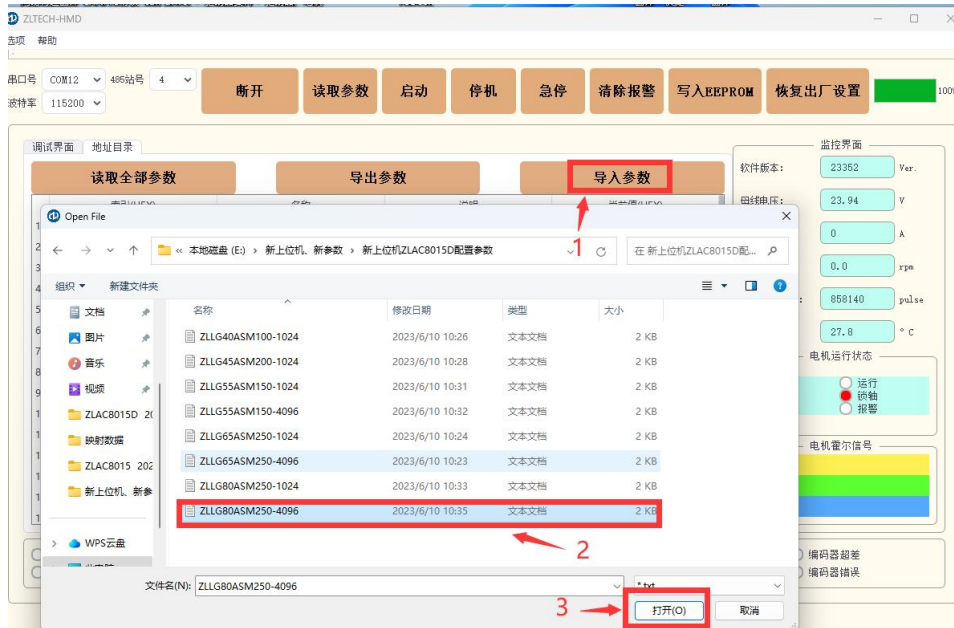 ZLTECH-HMD
选项 帮助
串口号 COM12 485站号 4
波特率 115200
断开 读取参数 启动 停机 急停 清除报警 写入EEPROM 恢复出厂设置 100%
调试界面 地址目录
监控界面
读取全部参数 导出参数 导入参数
软件版本: 23352 Ver.
母线电压: 23.94 V
0 A
0.0 rpm
858140 pulse
27.8 °C
电机运行状态
运行
锁轴
报警
电机霍尔信号
编码器超差
编码器错误
1
Open File
« 本地磁盘 (E:) › 新上位机、新参数 › 新上位机ZLAC8015D配置参数
在 新上位机ZLAC8015D配...
组织 新建文件夹
文档
图片
音乐
视频
ZLAC8015D 20
映射数据
ZLAC8015 202
新上位机、新参
WPS云盘
名称 修改日期 类型 大小
ZLLG40ASM100-1024 2023/6/10 10:26 文本文档 2 KB
ZLLG45ASM200-1024 2023/6/10 10:28 文本文档 2 KB
ZLLG55ASM150-1024 2023/6/10 10:31 文本文档 2 KB
ZLLG55ASM150-4096 2023/6/10 10:32 文本文档 2 KB
ZLLG65ASM250-1024 2023/6/10 10:24 文本文档 2 KB
ZLLG65ASM250-4096 2023/6/10 10:23 文本文档 2 KB
ZLLG80ASM250-1024 2023/6/10 10:33 文本文档 2 KB
ZLLG80ASM250-4096 2023/6/10 10:35 文本文档 2 KB
2
文件名(N): ZLLG80ASM250-4096 *.txt
3
打开(O) 取消